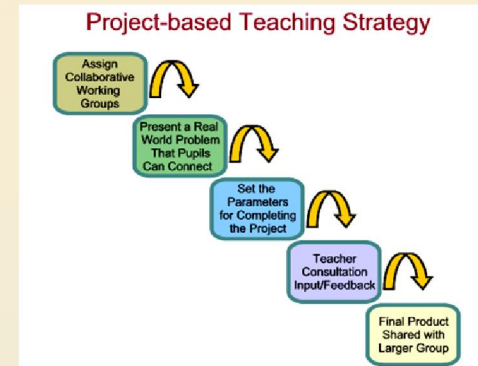 Project-based Teaching Strategy
Assign
Collaborative
Working
Groups
Present a Real
World Problem
That Pupils
Can Connect
Set the
Parameters
for Completing
the Project
Teacher
Consultation
Input/Feedback
Final Product
Shared with
Larger Group